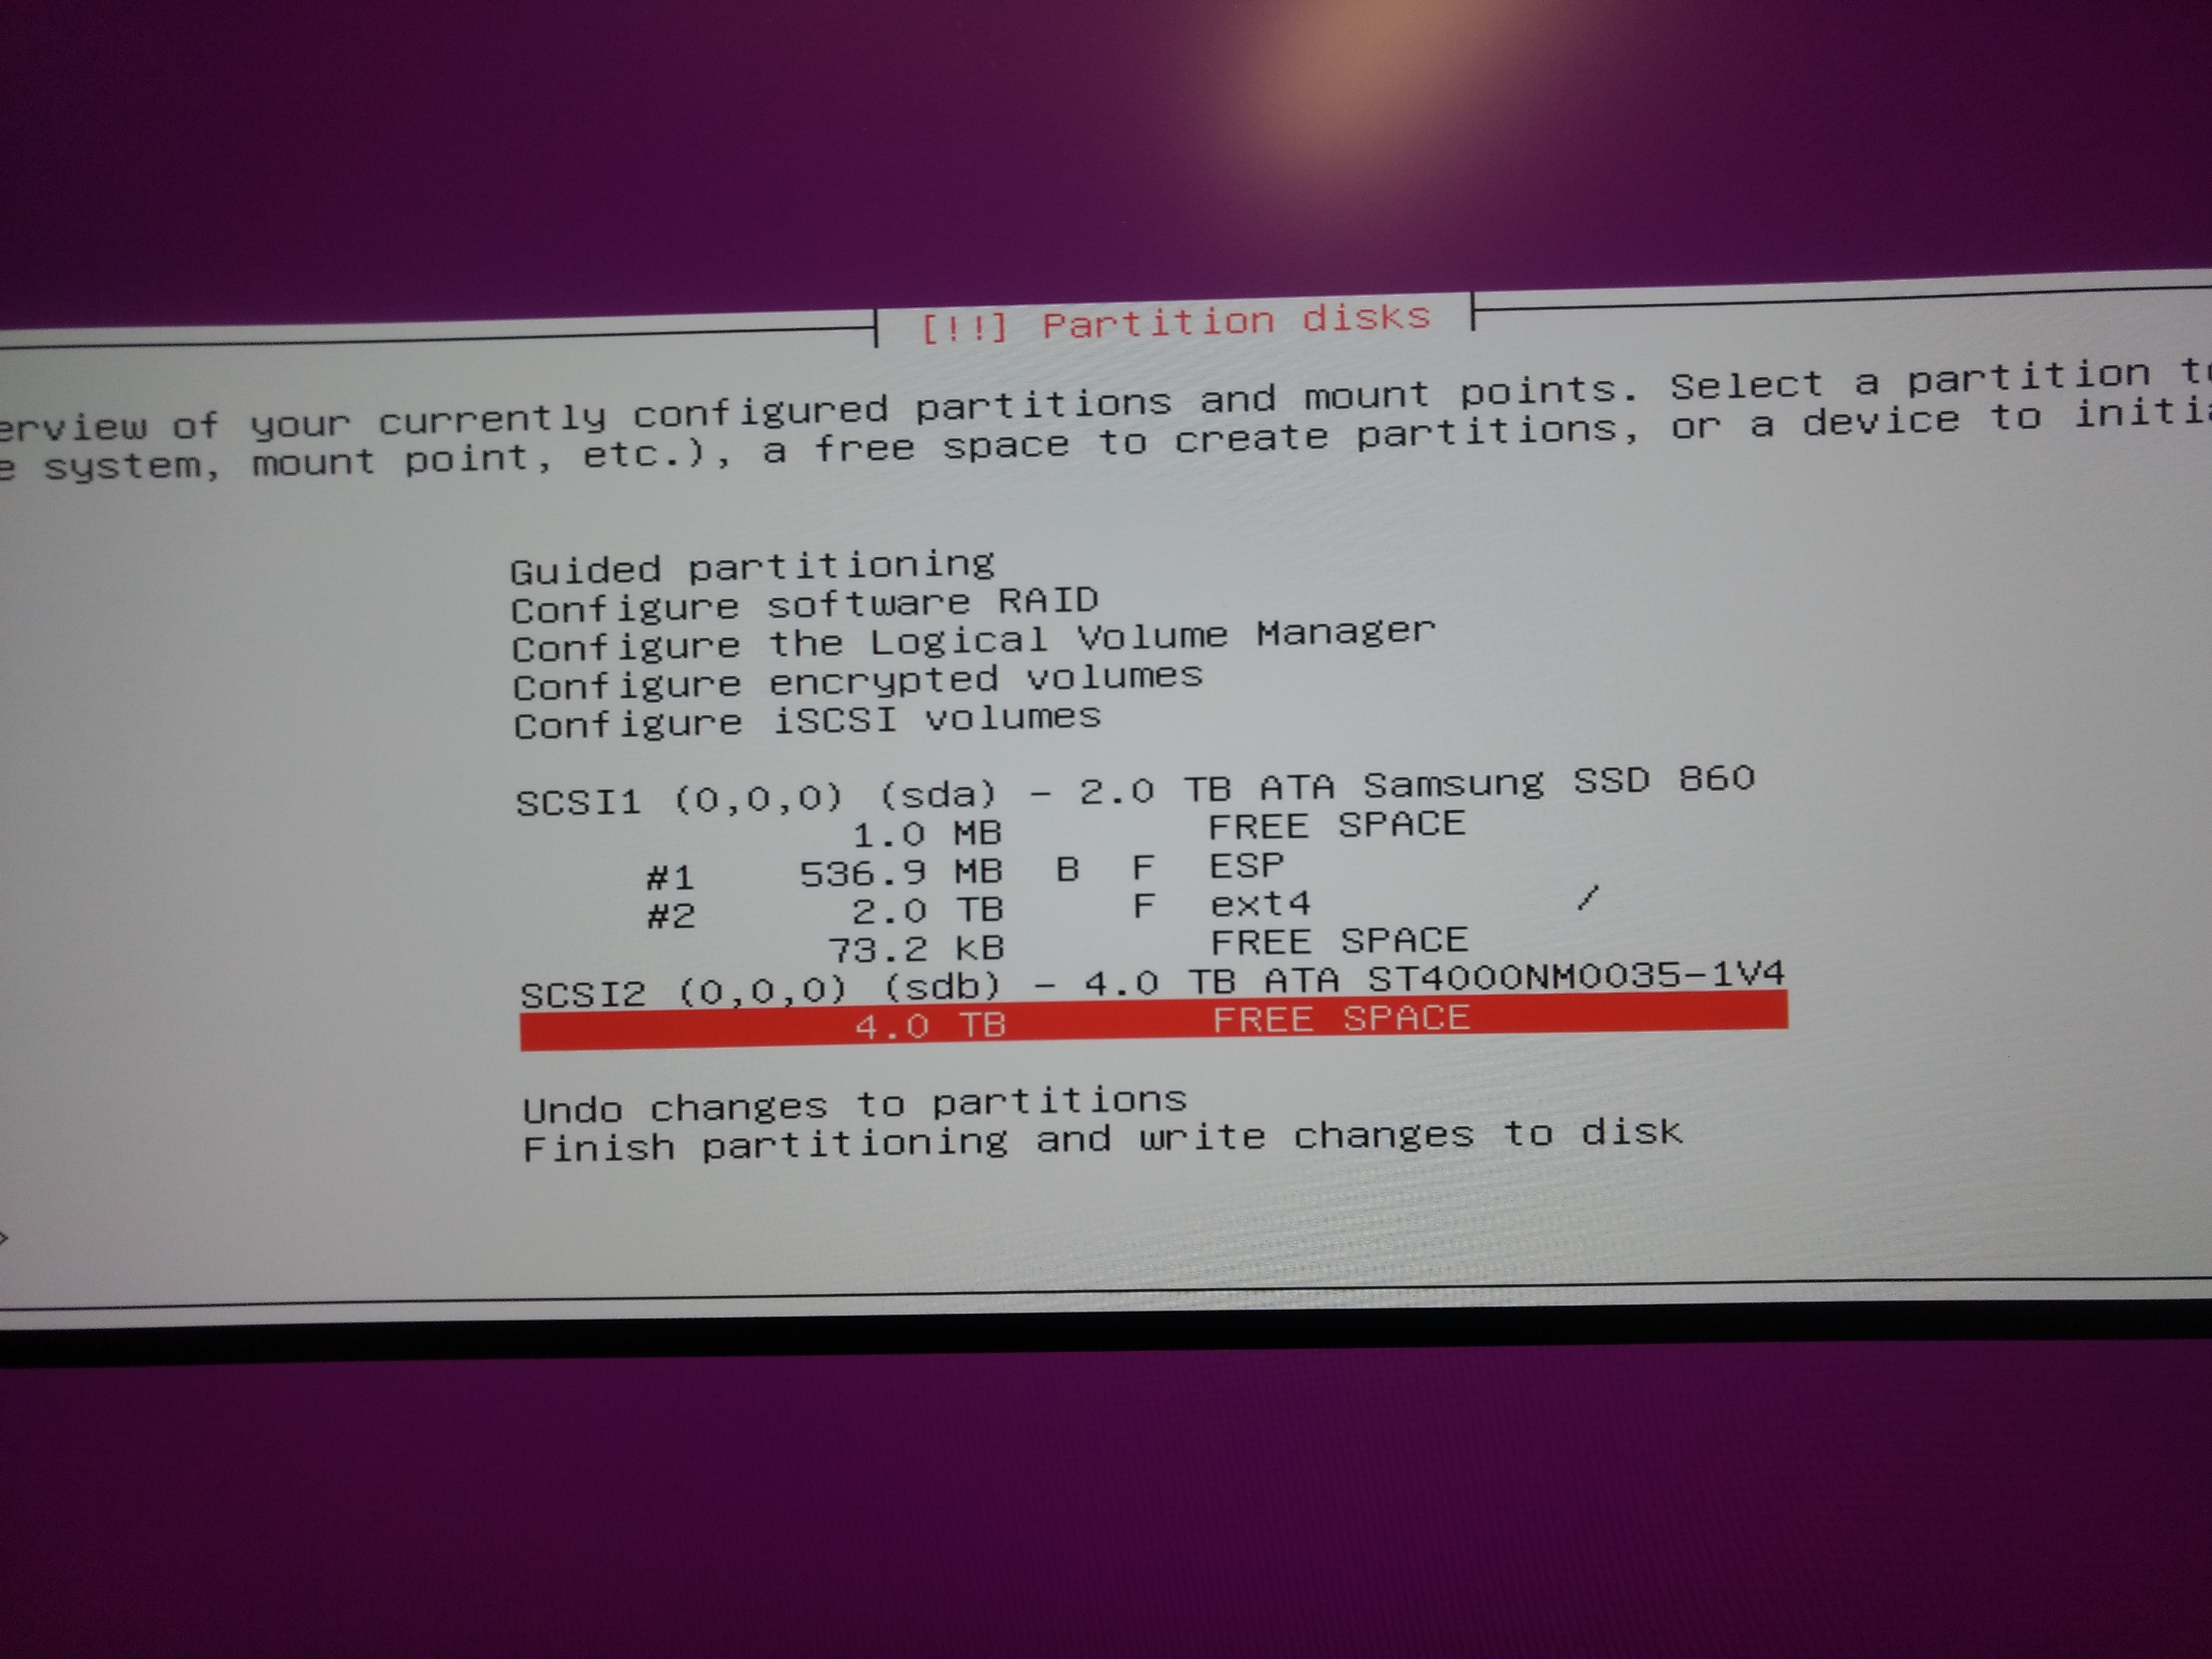 [!!] Partition disks
erview of your currently configured partitions and mount points. Select a partition to
e system, mount point, etc.), a free space to create partitions, or a device to initia
Guided partitioning
Configure software RAID
Configure the Logical Volume Manager
Configure encrypted volumes
Configure iSCSI volumes
SCSI1 (0,0,0) (sda) - 2.0 TB ATA Samsung SSD 860
1.0 MB FREE SPACE
#1 536.9 MB B F ESP
#2 2.0 TB F ext4 /
73.2 kB FREE SPACE
SCSI2 (0,0,0) (sdb) - 4.0 TB ATA ST4000NM0035-1V4
4.0 TB FREE SPACE
Undo changes to partitions
Finish partitioning and write changes to disk
>